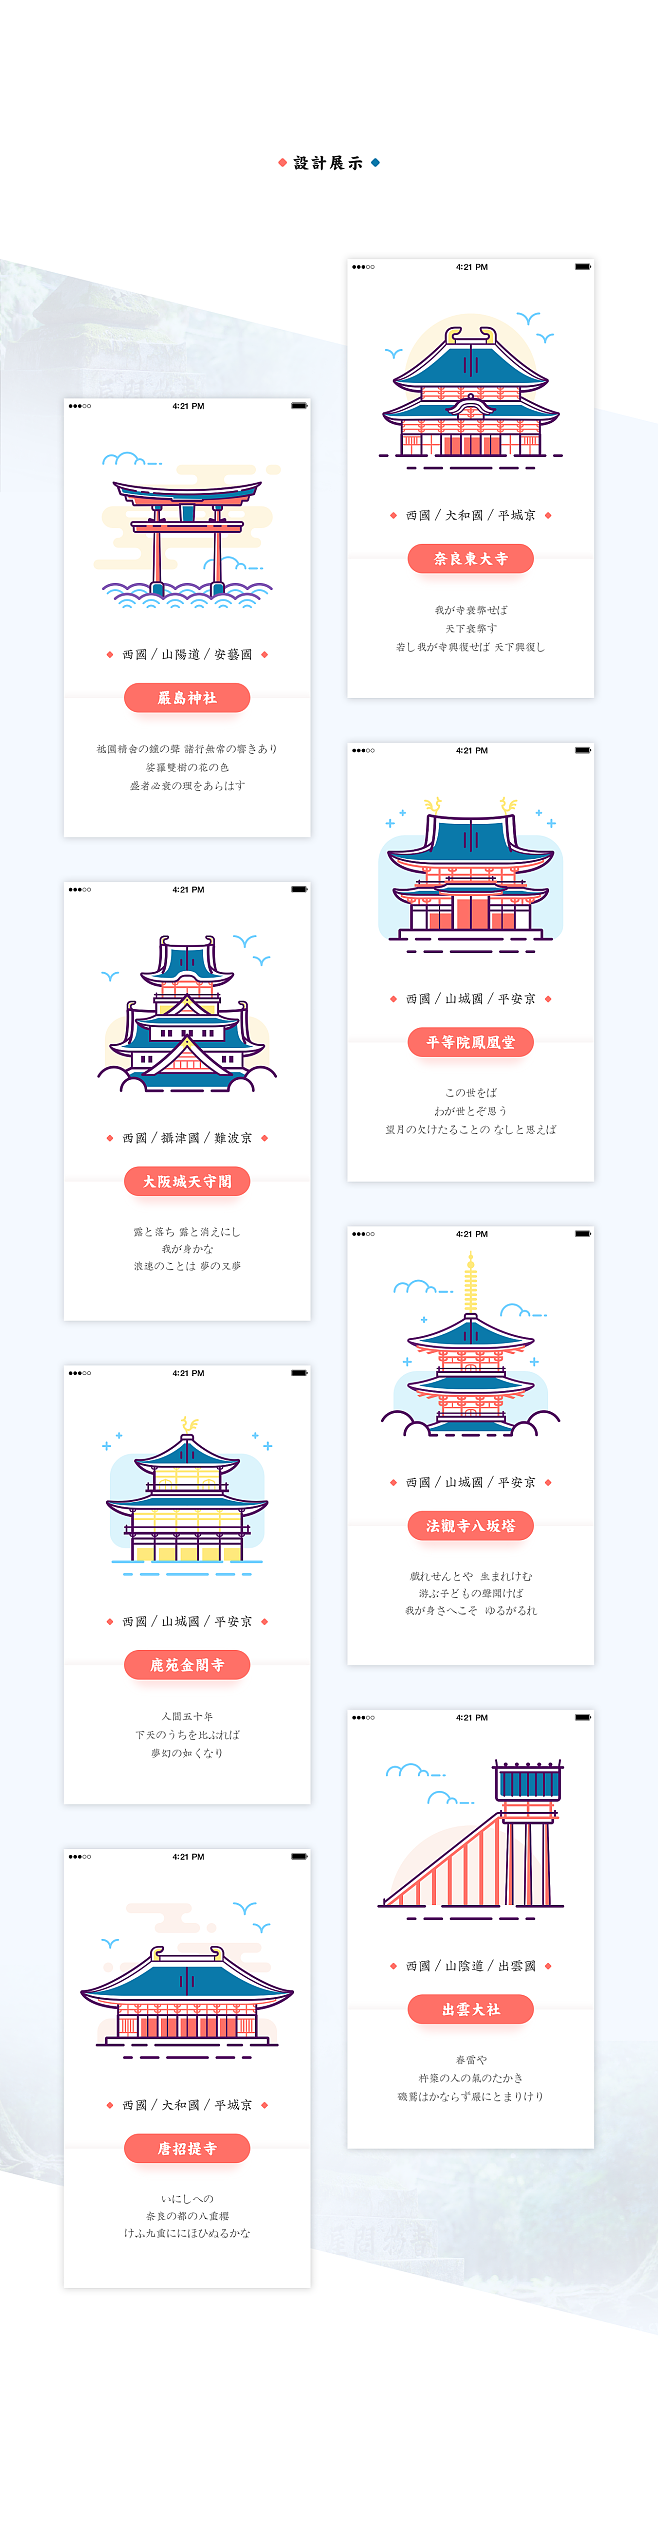 設計展示
4:21 PM
西國 / 大和國 / 平城京
奈良東大寺
我が寺衰弊せば
天下衰弊す
若し我が寺興復せば 天下興復し
4:21 PM
西國 / 山陽道 / 安藝國
嚴島神社
祇園精舎の鐘の聲 諸行無常の響きあり
娑羅雙樹の花の色
盛者必衰の理をあらはす
4:21 PM
西國 / 山城國 / 平安京
平等院鳳凰堂
この世をば
わが世とぞ思う
望月の欠けたることの なしと思えば
4:21 PM
西國 / 攝津國 / 難波京
大阪城天守閣
露と落ち 露と消えにし
我が身かな
浪速のことは 夢の又夢
4:21 PM
西國 / 山城國 / 平安京
法觀寺八坂塔
戯れせんとや 生まれけむ
游ぶ子どもの聲聞けば
我が身さへこそ ゆるがるれ
4:21 PM
西國 / 山城國 / 平安京
鹿苑金閣寺
人間五十年
下天のうちを比ぶれば
夢幻の如くなり
4:21 PM
西國 / 山陰道 / 出雲國
出雲大社
春雷や
杵築の人の氣のたかき
磯鷲はかならず巌にとまりけり
4:21 PM
西國 / 大和國 / 平城京
唐招提寺
いにしへの
奈良の都の八重櫻
けふ九重ににほひぬるかな